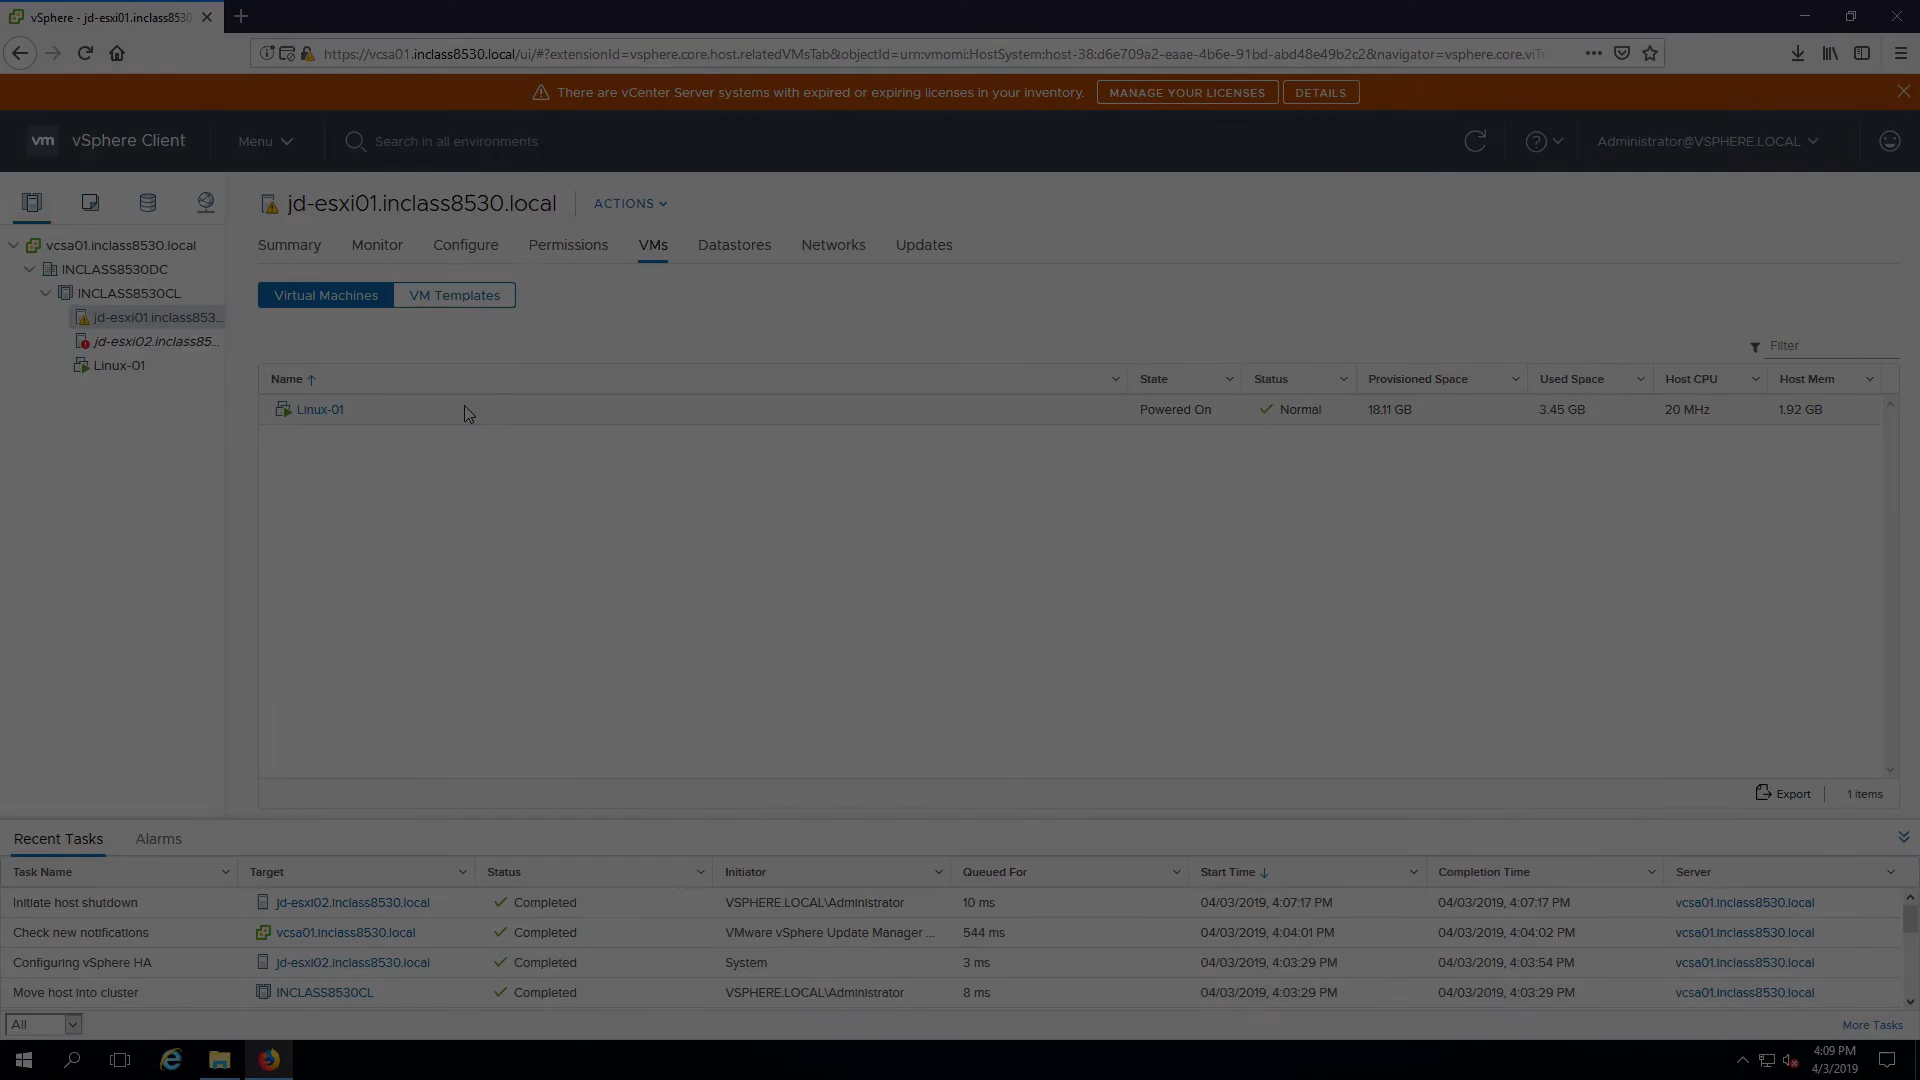 vSphere - jd-esxi01.inclass8530
https://vcsa01.inclass8530.local/ui/#?extensionId=vsphere.core.host.relatedVMsTab&objectId=urn:vmomi:HostSystem:host-38:d6e709a2-eaae-4b6e-91bd-abd48e49b2c2&navigator=vsphere.core.viTr
There are vCenter Server systems with expired or expiring licenses in your inventory. MANAGE YOUR LICENSES DETAILS
vm vSphere Client Menu Search in all environments Administrator@VSPHERE.LOCAL
jd-esxi01.inclass8530.local ACTIONS
Summary Monitor Configure Permissions VMs Datastores Networks Updates
vcsa01.inclass8530.local
INCLASS8530DC
INCLASS8530CL
jd-esxi01.inclass853...
jd-esxi02.inclass85...
Linux-01
Virtual Machines VM Templates
Filter
Name State Status Provisioned Space Used Space Host CPU Host Mem
Linux-01 Powered On Normal 18.11 GB 3.45 GB 20 MHz 1.92 GB
Export 1 items
Recent Tasks Alarms
Task Name Target Status Initiator Queued For Start Time Completion Time Server
Initiate host shutdown jd-esxi02.inclass8530.local Completed VSPHERE.LOCAL\Administrator 10 ms 04/03/2019, 4:07:17 PM 04/03/2019, 4:07:17 PM vcsa01.inclass8530.local
Check new notifications vcsa01.inclass8530.local Completed VMware vSphere Update Manager ... 544 ms 04/03/2019, 4:04:01 PM 04/03/2019, 4:04:02 PM vcsa01.inclass8530.local
Configuring vSphere HA jd-esxi02.inclass8530.local Completed System 3 ms 04/03/2019, 4:03:29 PM 04/03/2019, 4:03:54 PM vcsa01.inclass8530.local
Move host into cluster INCLASS8530CL Completed VSPHERE.LOCAL\Administrator 8 ms 04/03/2019, 4:03:29 PM 04/03/2019, 4:03:29 PM vcsa01.inclass8530.local
All More Tasks
4:09 PM
4/3/2019